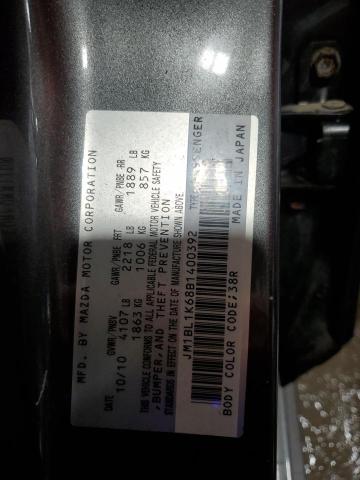 MFD. BY MAZDA MOTOR CORPORATION
GVWR/PNBV GAWR/PNBE FRT GAWR/PNBE RR
10/10 4107 LB 2218 LB 1889 LB
1863 KG 1006 KG 857 KG
THIS VEHICLE CONFORMS TO ALL APPLICABLE FEDERAL MOTOR VEHICLE SAFETY
,BUMPER,AND THEFT PREVENTION
STANDARDS IN EFFECT ON THE DATE OF MANUFACTURE SHOWN ABOVE.
JM1BL1K68B1400392 TYPE
BODY COLOR CODE;38R MADE IN JAPAN